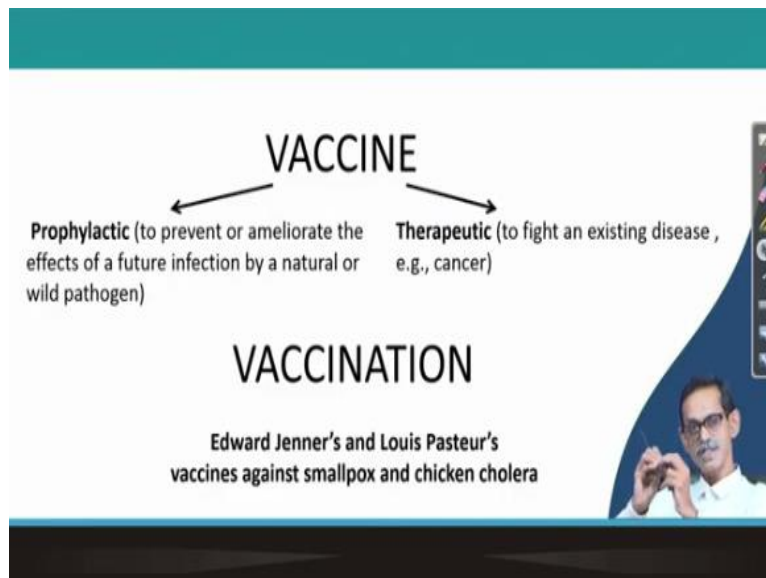 VACCINE
Prophylactic (to prevent or ameliorate the
effects of a future infection by a natural or
wild pathogen)
Therapeutic (to fight an existing disease ,
e.g., cancer)
VACCINATION
Edward Jenner's and Louis Pasteur's
vaccines against smallpox and chicken cholera